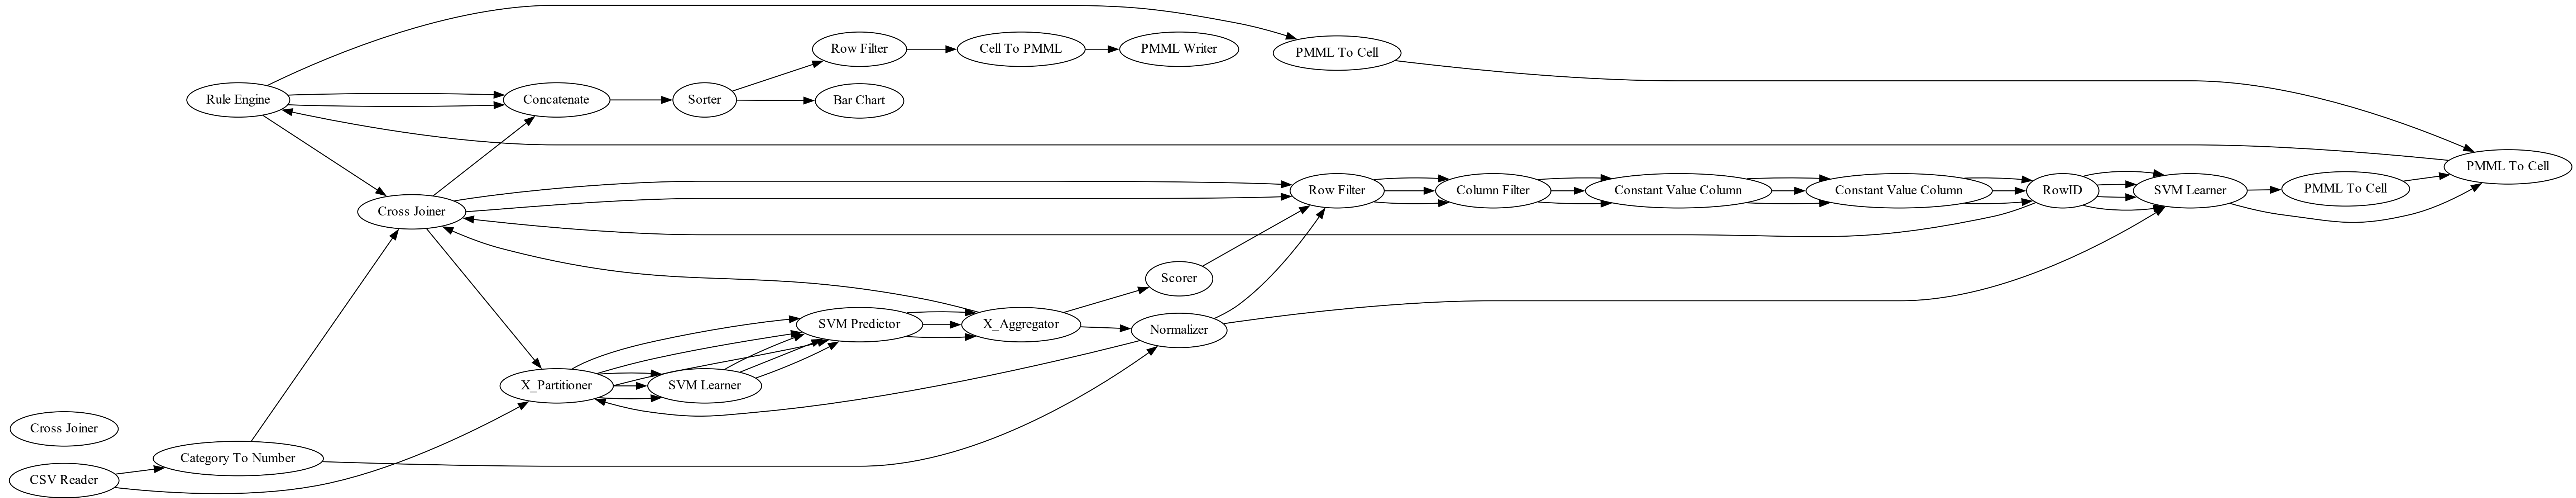 Row Filter
Cell To PMML
PMML Writer
PMML To Cell
Rule Engine
Concatenate
Sorter
Bar Chart
PMML To Cell
Cross Joiner
Row Filter
Column Filter
Constant Value Column
Constant Value Column
RowID
SVM Learner
PMML To Cell
Scorer
SVM Predictor
X_Aggregator
Normalizer
X_Partitioner
SVM Learner
Cross Joiner
Category To Number
CSV Reader